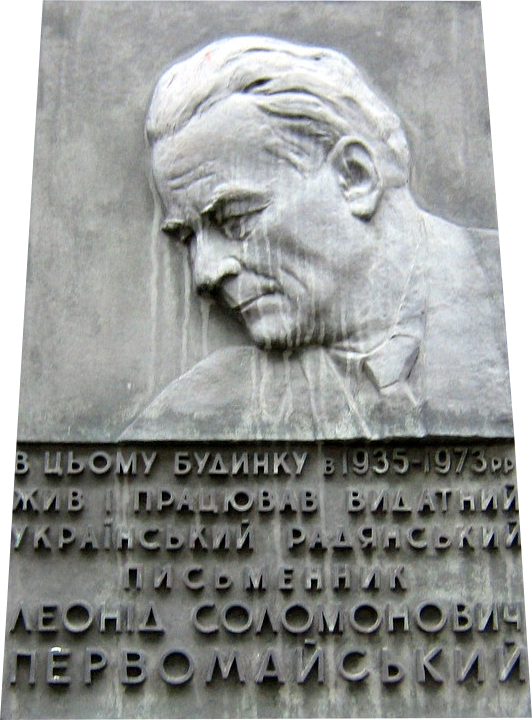 В ЦЬОМУ БУДИНКУ в 1935-1973 рр
ЖИВ І ПРАЦЮВАВ ВИДАТНИЙ
УКРАЇНСЬКИЙ РАДЯНСЬКИЙ
ПИСЬМЕННИК
ЛЕОНІД СОЛОМОНОВИЧ
ПЕРВОМАЙСЬКИЙ